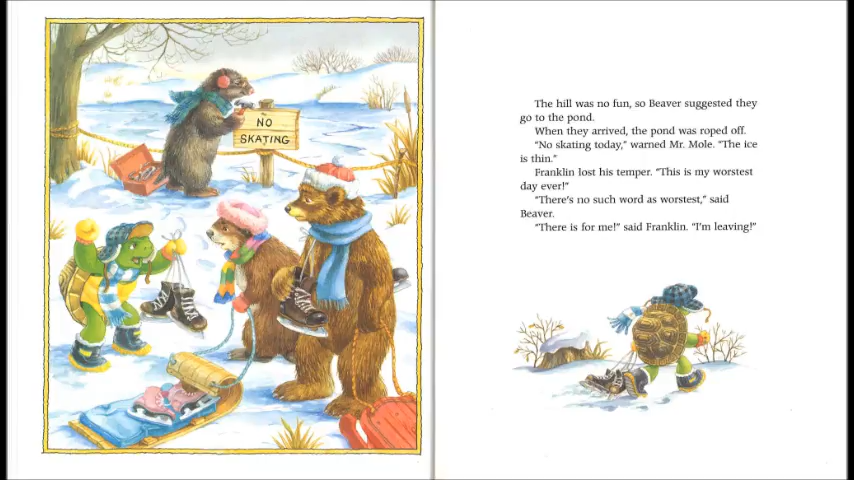 NO
SKATING
The hill was no fun, so Beaver suggested they
go to the pond.
When they arrived, the pond was roped off.
"No skating today," warned Mr. Mole. "The ice
is thin."
Franklin lost his temper. "This is my worstest
day ever!"
"There's no such word as worstest," said
Beaver.
"There is for me!" said Franklin. "I'm leaving!"